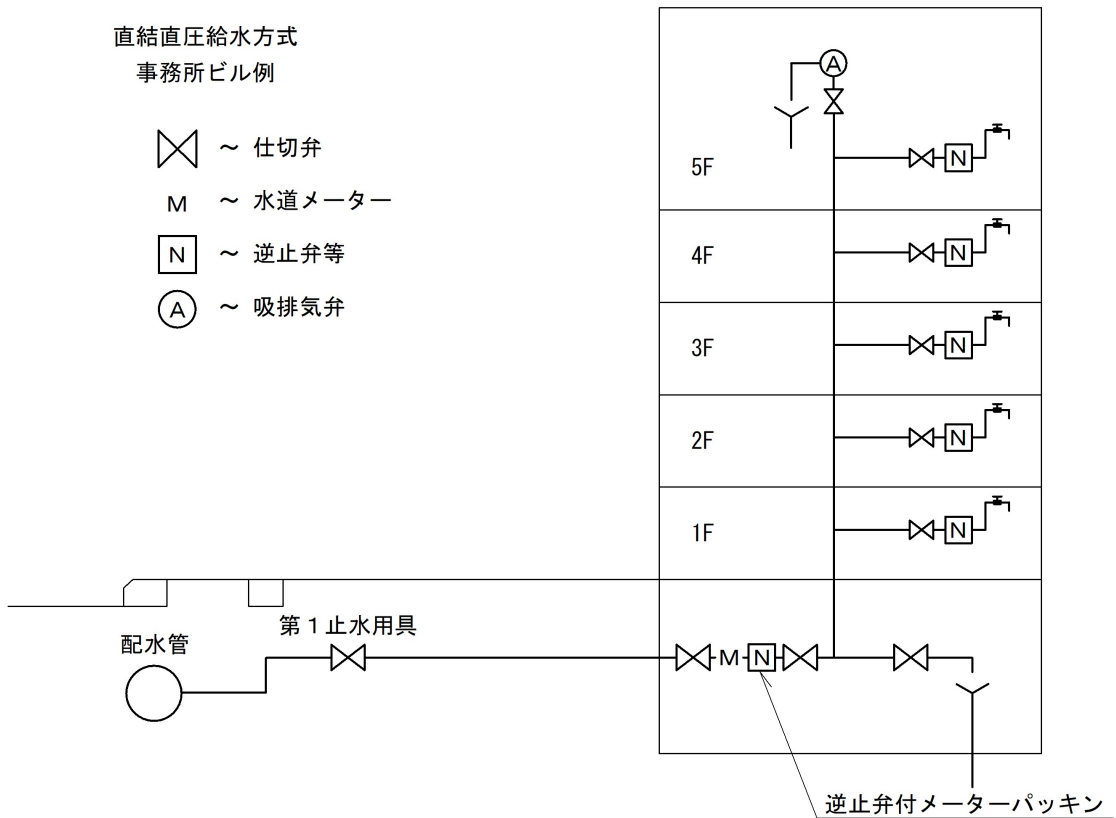 直結直圧給水方式
事務所ビル例
～ 仕切弁
M ～ 水道メーター
N ～ 逆止弁等
A ～ 吸排気弁
A
5F
N
4F
N
3F
N
2F
N
1F
N
第1止水用具
配水管
M
N
逆止弁付メーターパッキン